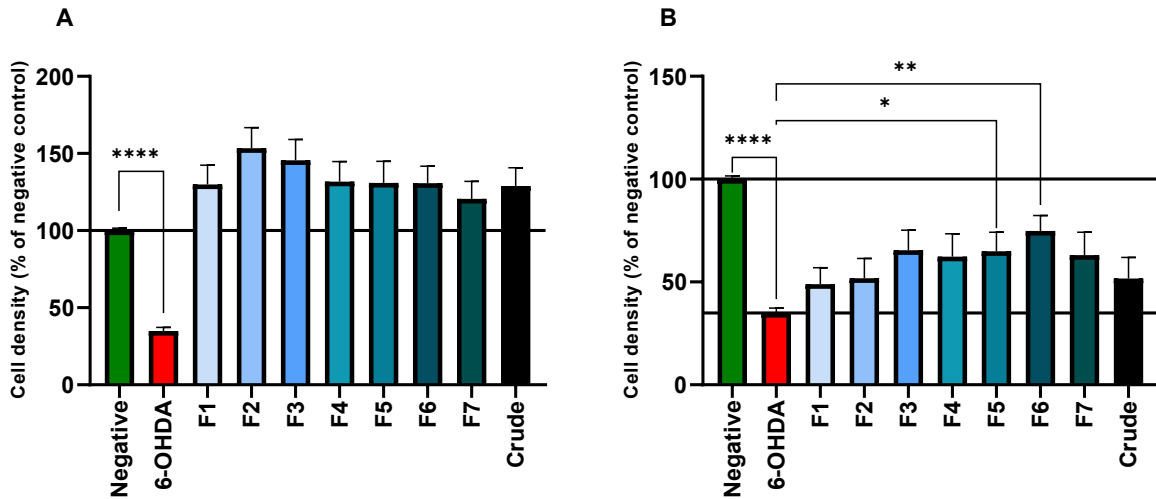 A
Cell density (% of negative control)
200
150
100
50
0
****
Negative
6-OHDA
F1
F2
F3
F4
F5
F6
F7
Crude
B
Cell density (% of negative control)
150
100
50
0
**
*
****
Negative
6-OHDA
F1
F2
F3
F4
F5
F6
F7
Crude